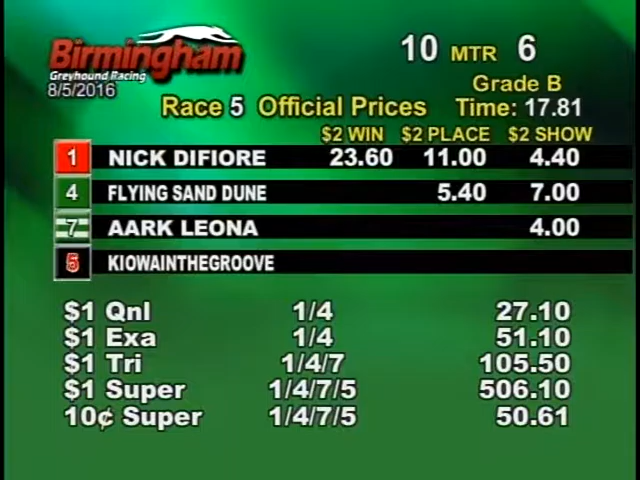 Birmingham
Greyhound Racing
8/5/2016
10 MTR 6
Grade B
Race 5 Official Prices Time: 17.81
$2 WIN $2 PLACE $2 SHOW
1 NICK DIFIORE 23.60 11.00 4.40
4 FLYING SAND DUNE 5.40 7.00
7 AARK LEONA 4.00
5 KIOWAINTHEGROOVE
$1 Qnl 1/4 27.10
$1 Exa 1/4 51.10
$1 Tri 1/4/7 105.50
$1 Super 1/4/7/5 506.10
10¢ Super 1/4/7/5 50.61